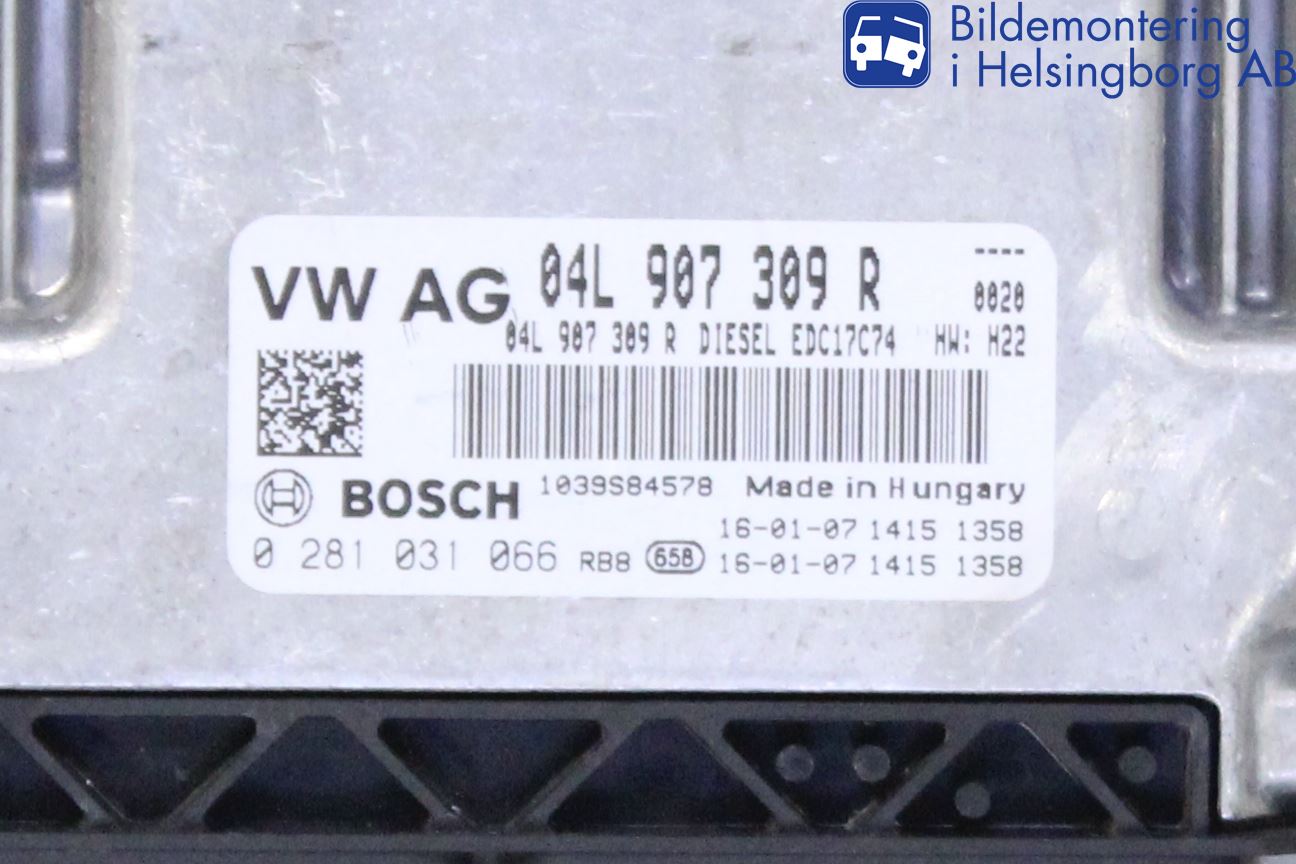 Bildemontering
i Helsingborg AB
VW AG 04L 907 309 R ----
0020
04L 907 309 R DIESEL EDC17C74 HW: H22
BOSCH 1039S84578 Made in Hungary
16-01-07 1415 1358
0 281 031 066 RB8 65B 16-01-07 1415 1358